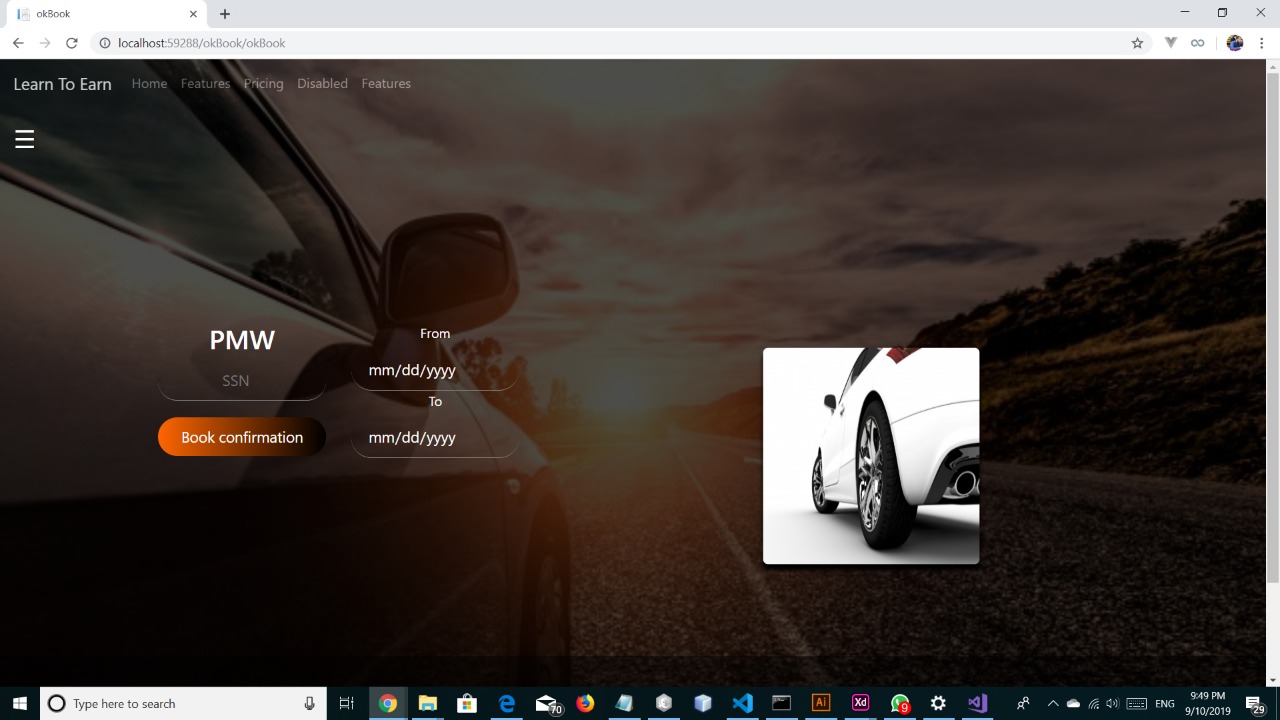 okBook
localhost:59288/okBook/okBook
Learn To Earn Home Features Pricing Disabled Features
PMW
SSN
Book confirmation
From
mm/dd/yyyy
To
mm/dd/yyyy
Type here to search
70
Ai
Xd
9
ENG
9:49 PM
9/10/2019
29